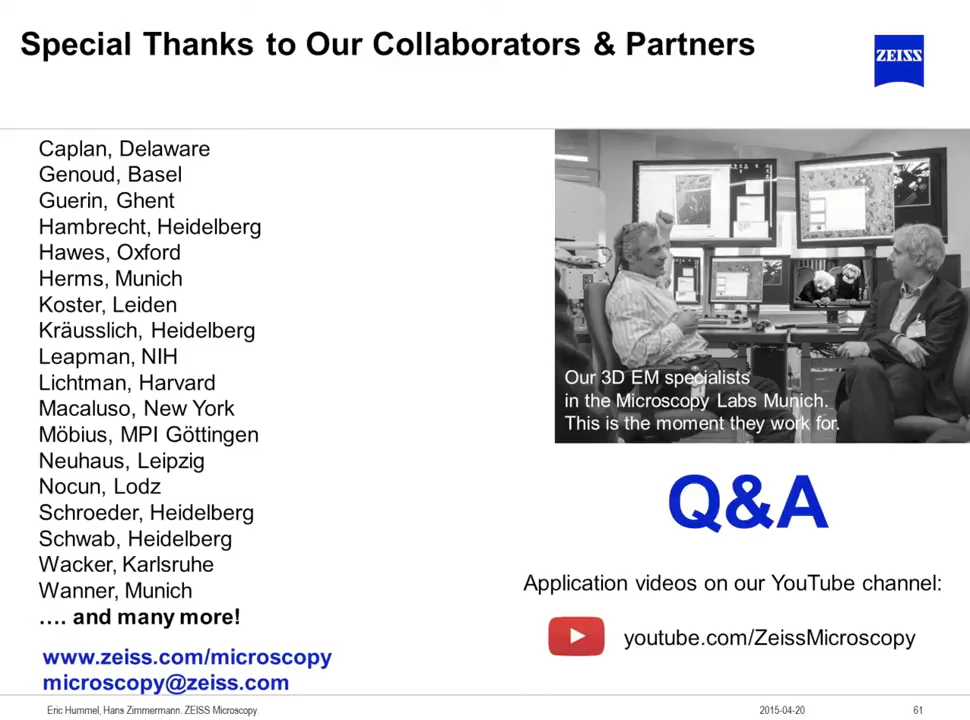 Special Thanks to Our Collaborators & Partners
ZEISS
Caplan, Delaware
Genoud, Basel
Guerin, Ghent
Hambrecht, Heidelberg
Hawes, Oxford
Herms, Munich
Koster, Leiden
Kräusslich, Heidelberg
Leapman, NIH
Lichtman, Harvard
Macaluso, New York
Möbius, MPI Göttingen
Neuhaus, Leipzig
Nocun, Lodz
Schroeder, Heidelberg
Schwab, Heidelberg
Wacker, Karlsruhe
Wanner, Munich
…. and many more!
www.zeiss.com/microscopy
microscopy@zeiss.com
Our 3D EM specialists
in the Microscopy Labs Munich.
This is the moment they work for.
Q&A
Application videos on our YouTube channel:
youtube.com/ZeissMicroscopy
Eric Hummel, Hans Zimmermann. ZEISS Microscopy.
2015-04-20
61